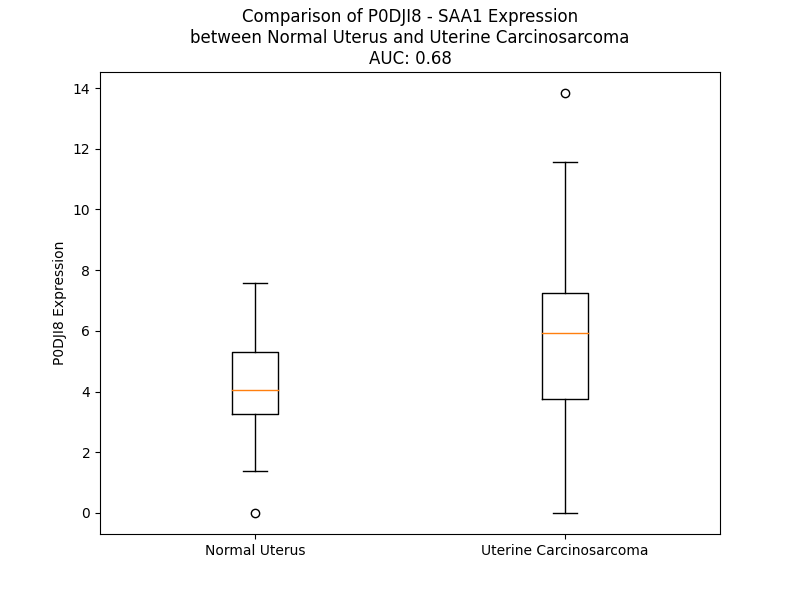 Comparison of P0DJI8 - SAA1 Expression
between Normal Uterus and Uterine Carcinosarcoma
AUC: 0.68
14
12
10
8
6
4
2
0
P0DJI8 Expression
Normal Uterus
Uterine Carcinosarcoma